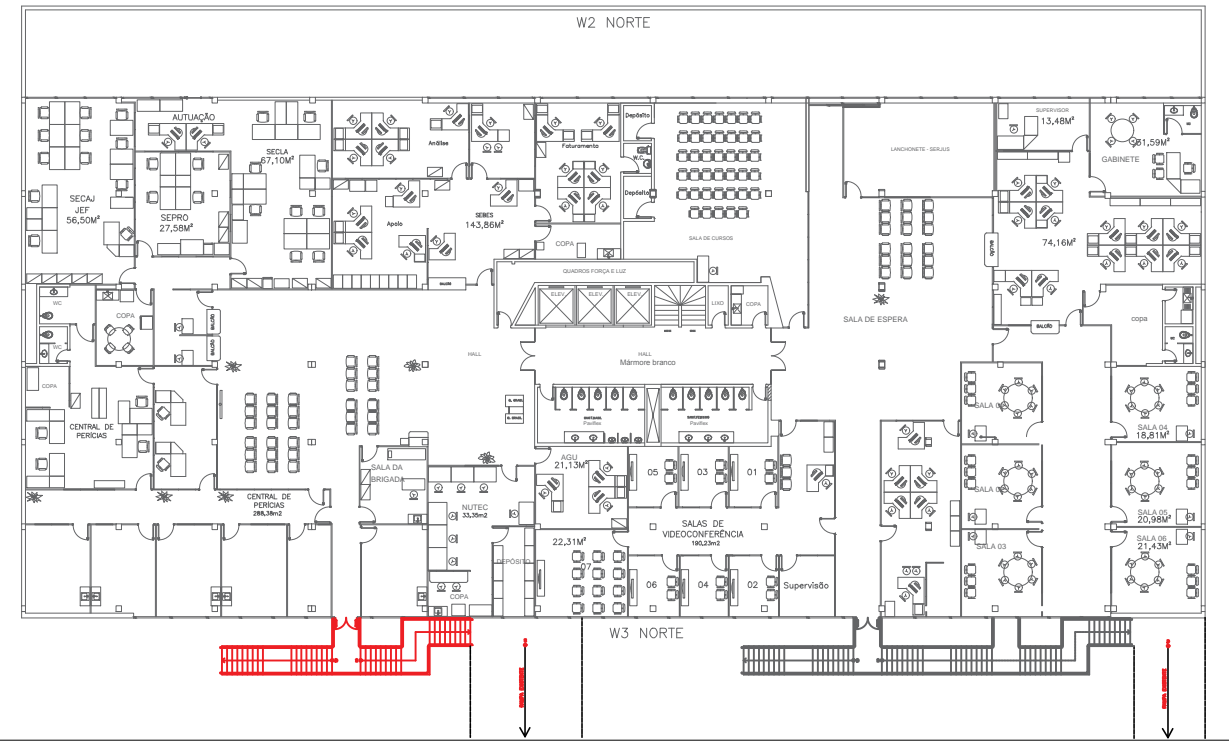 W2 NORTE
AUTUAÇÃO
SECLA
67,10M²
SECAJ
JEF
56,50M²
SEPRO
27,58M²
Análise
Apoio
SEBES
143,86M²
Faturamento
COPA
Depósito
W.C.
Depósito
SALA DE CURSOS
LANCHONETE - SERJUS
SUPERVISOR
13,48M²
GABINETE
74,16M²
BALCÃO
BALCÃO
copa
QUADROS FORÇA E LUZ
ELEV.
ELEV.
ELEV.
LIXO
COPA
SALA DE ESPERA
WC
WC
COPA
BALCÃO
BALCÃO
HALL
HALL
Mármore branco
COPA
CENTRAL DE
PERÍCIAS
Paviflex
Paviflex
SALA DA
BRIGADA
CENTRAL DE
PERÍCIAS
288,38m2
NUTEC
33,35m2
DEPÓSITO
COPA
AGU
21,13M²
22,31M²
07
05
03
01
SALAS DE
VIDEOCONFERÊNCIA
190,23m2
06
04
02
Supervisão
SALA 03
SALA 04
18,81M²
SALA 05
20,98M²
SALA 06
21,43M²
W3 NORTE